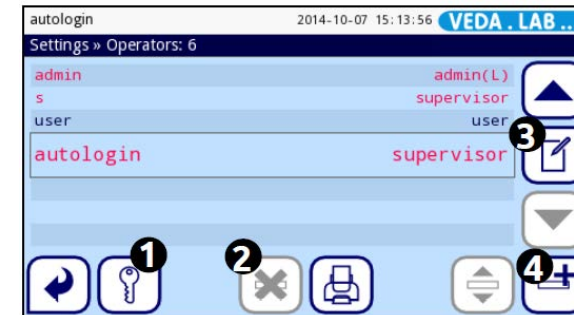 autologin 2014-10-07 15:13:56 VEDA.LAB..
Settings » Operators: 6
admin admin(L)
s supervisor
user user
autologin supervisor
3
1
2
4